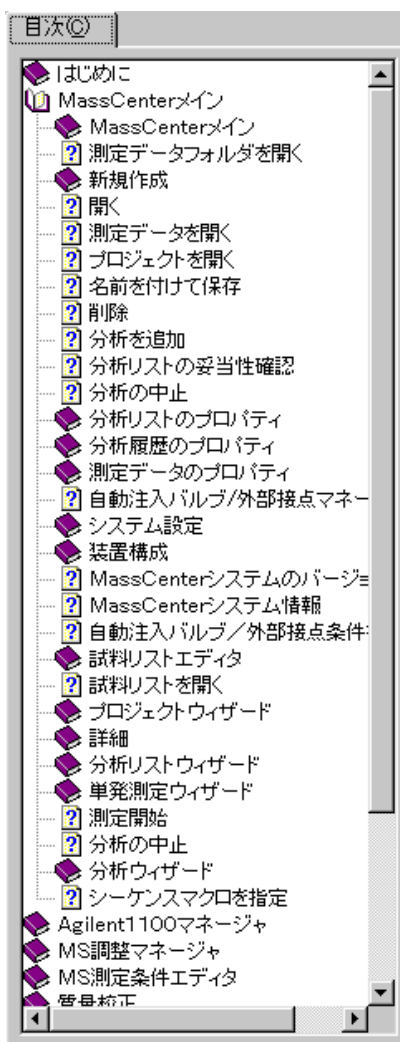 目次(C)
はじめに
MassCenterメイン
MassCenterメイン
測定データフォルダを開く
新規作成
開く
測定データを開く
プロジェクトを開く
名前を付けて保存
削除
分析を追加
分析リストの妥当性確認
分析の中止
分析リストのプロパティ
分析履歴のプロパティ
測定データのプロパティ
自動注入バルブ/外部接点マネー
システム設定
装置構成
MassCenterシステムのバージョ
MassCenterシステム情報
自動注入バルブ／外部接点条件
試料リストエディタ
試料リストを開く
プロジェクトウィザード
詳細
分析リストウィザード
単発測定ウィザード
測定開始
分析の中止
分析ウィザード
シーケンスマクロを指定
Agilent1100マネージャ
MS調整マネージャ
MS測定条件エディタ
質量校正